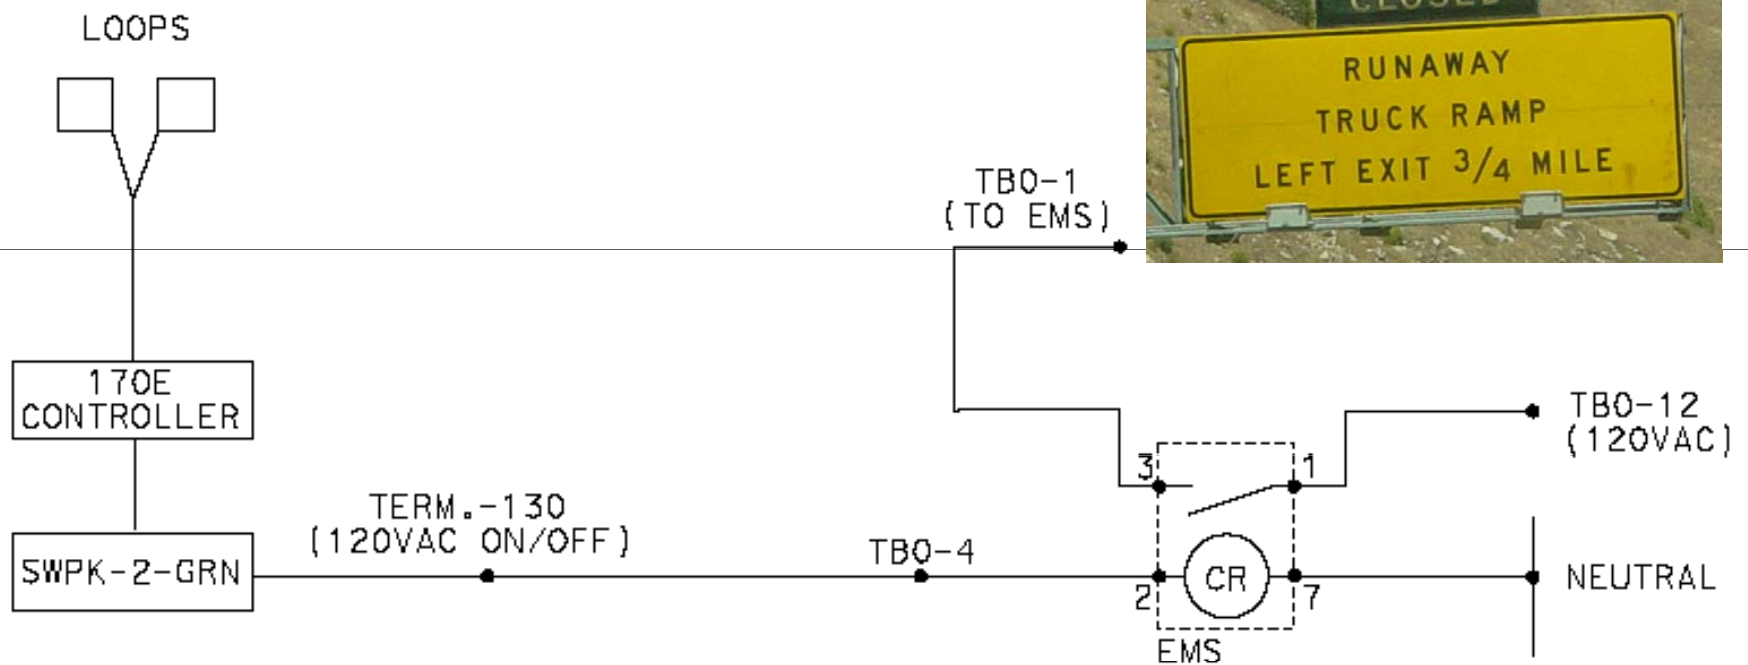 LOOPS
CLOSED
RUNAWAY
TRUCK RAMP
LEFT EXIT 3/4 MILE
TBO-1
(TO EMS)
170E
CONTROLLER
TBO-12
(120VAC)
3
1
TERM.-130
(120VAC ON/OFF)
SWPK-2-GRN
TBO-4
CR
NEUTRAL
2
7
EMS